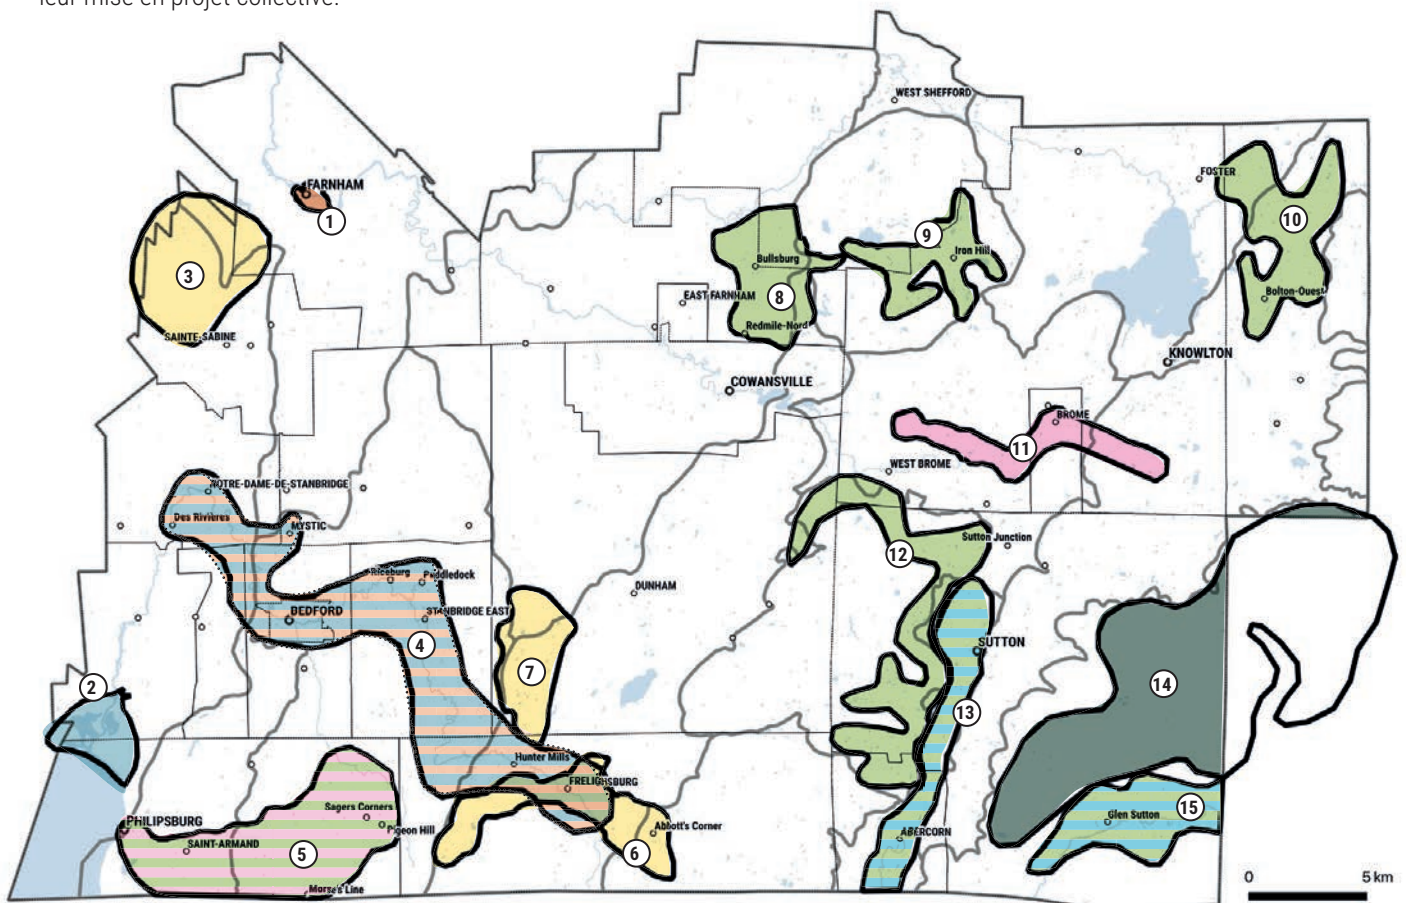 leur mise en projet collective.
WEST SHEFFORD
FARNHAM
1
FOSTER
3
9
10
Iron Hill
Bullsburg
8
EAST FARNHAM
Bolton-Ouest
Redmile-Nord
SAINTE-SABINE
KNOWLTON
COWANSVILLE
BROME
11
WEST BROME
NOTRE-DAME-DE-STANBRIDGE
Des Rivières
MYSTIC
Sutton Junction
12
Riceburg
Puddledock
DUNHAM
BEDFORD
STANBRIDGE EAST
4
SUTTON
7
2
14
13
Hunter Mills
FRELIGHSBURG
Glen Sutton
15
Sagers Corners
PHILIPSBURG
Pigeon Hill
Abbott's Corner
ABERCORN
SAINT-ARMAND
5
6
Morse's Line
0
5 km